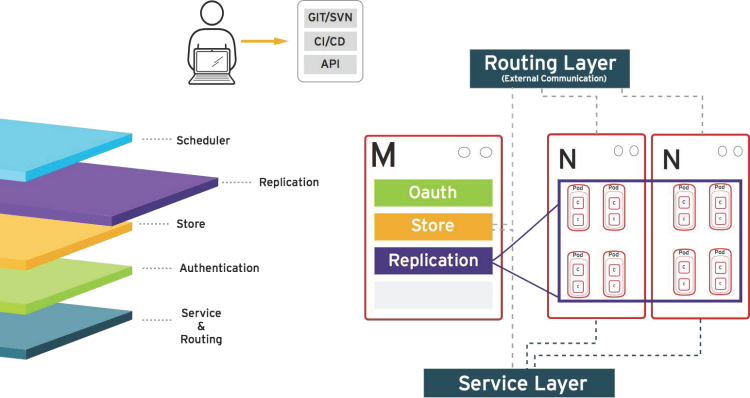 GIT/SVN
CI/CD
API
Routing Layer
(External Communication)
Scheduler
Replication
Store
Authentication
Service
&
Routing
M
Oauth
Store
Replication
N
Pod
Pod
C
C
C
C
Pod
Pod
C
C
C
C
N
Pod
Pod
C
C
C
C
Pod
Pod
C
C
C
C
Service Layer